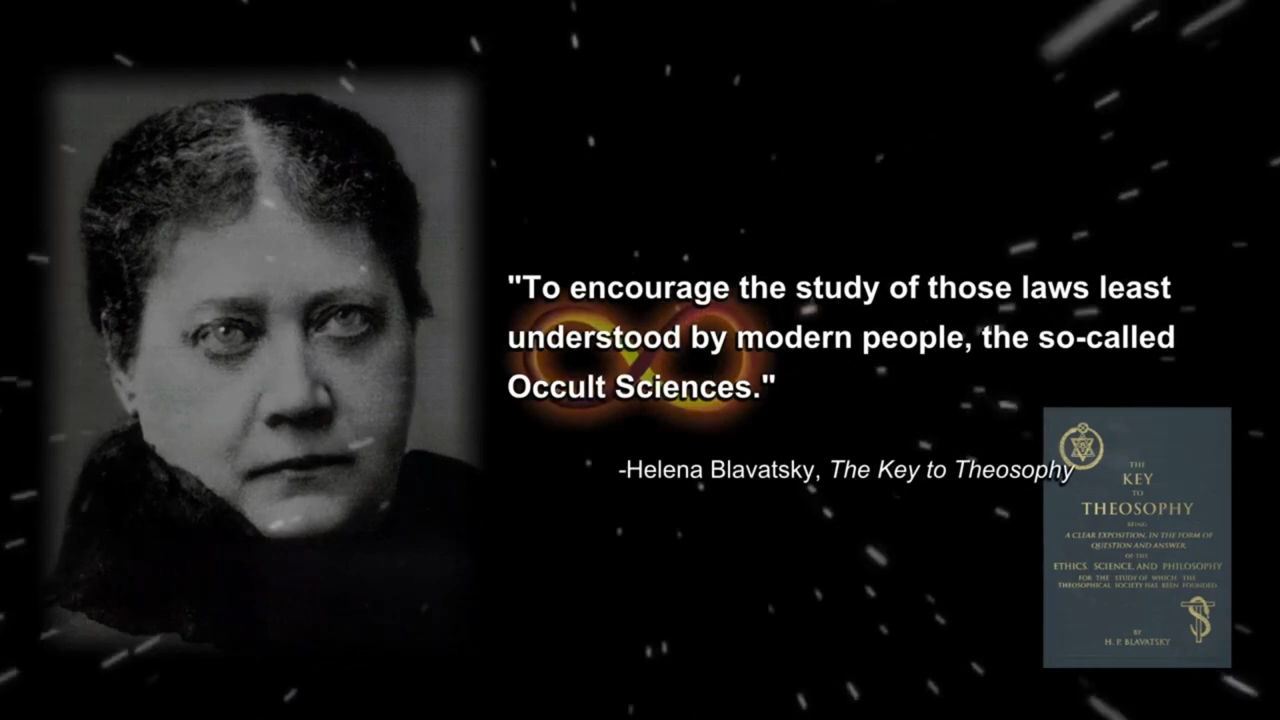 "To encourage the study of those laws least
understood by modern people, the so-called
Occult Sciences."
-Helena Blavatsky, The Key to Theosophy
THE
KEY
TO
THEOSOPHY
BEING
A CLEAR EXPOSITION, IN THE FORM OF
QUESTION AND ANSWER,
OF THE
ETHICS, SCIENCE, AND PHILOSOPHY
FOR THE STUDY OF WHICH THE
THEOSOPHICAL SOCIETY HAS BEEN FOUNDED.
BY
H. P. BLAVATSKY